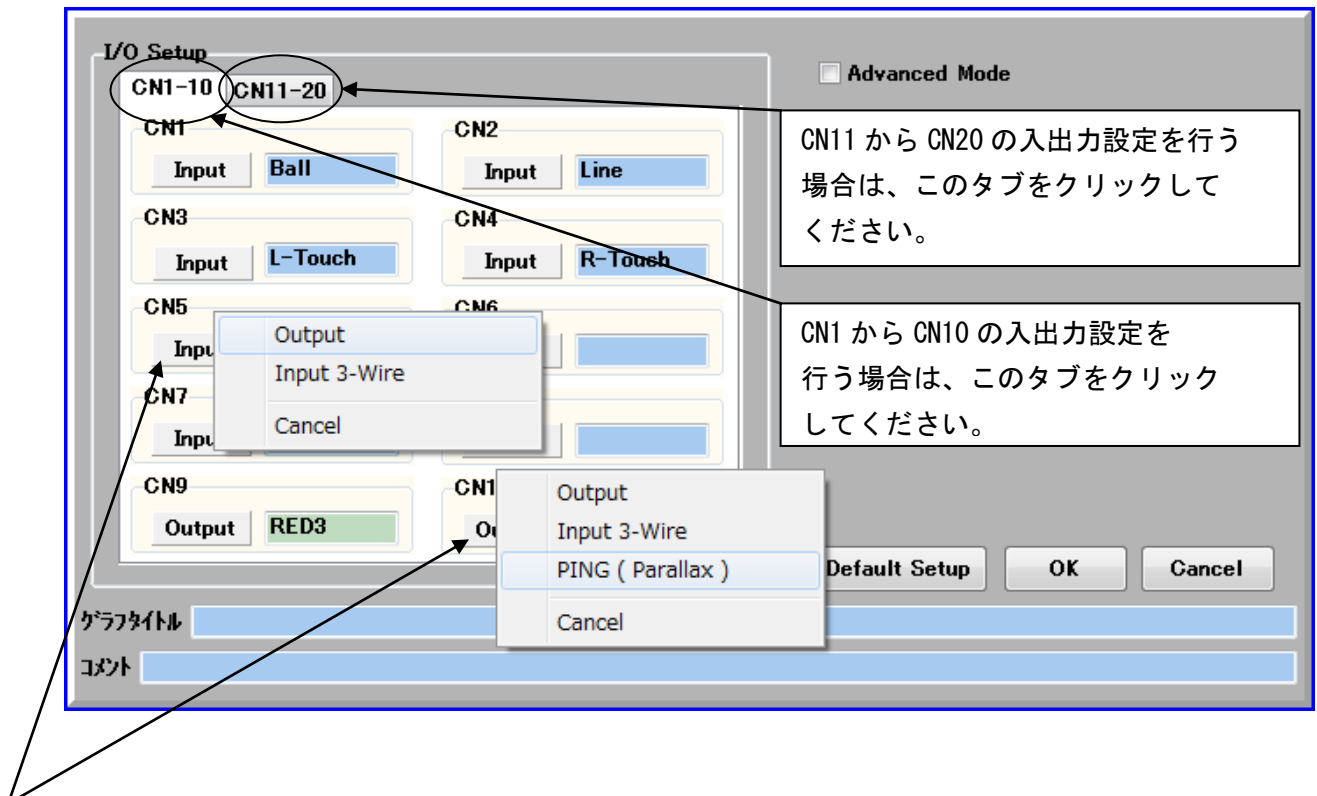 I/O Setup
CN1-10
CN11-20
Advanced Mode
CN1
Input
Ball
CN2
Input
Line
CN3
Input
L-Touch
CN4
Input
R-Touch
CN5
CN6
CN7
Output
Input 3-Wire
Cancel
CN9
Output
RED3
Output
Input 3-Wire
PING ( Parallax )
Cancel
CN11 から CN20 の入出力設定を行う
場合は、このタブをクリックして
ください。
CN1 から CN10 の入出力設定を
行う場合は、このタブをクリック
してください。
Default Setup
OK
Cancel
グラフタイトル
コメント